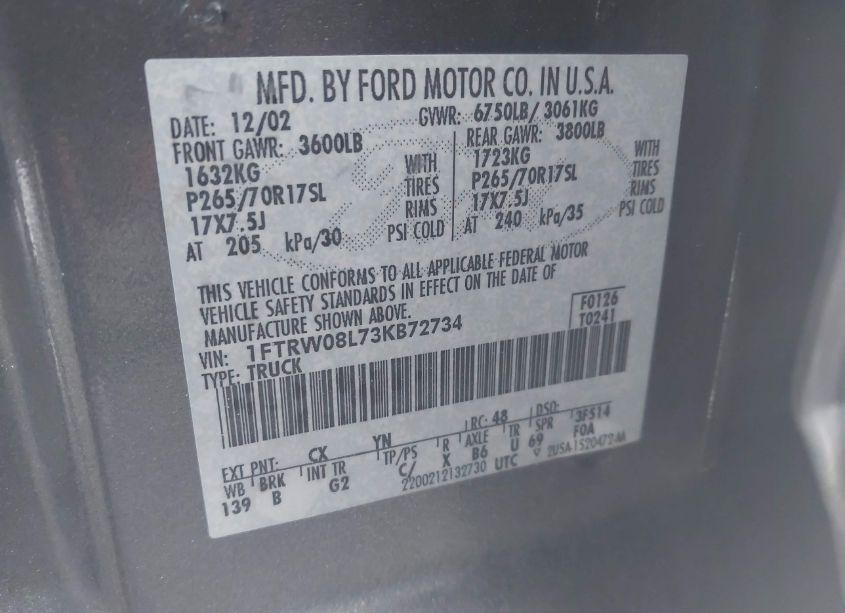 MFD. BY FORD MOTOR CO. IN U.S.A.
DATE: 12/02 GVWR: 6750LB/ 3061KG
FRONT GAWR: 3600LB REAR GAWR: 3800LB
1632KG WITH 1723KG WITH
P265/70R17SL TIRES P265/70R17SL TIRES
17X7.5J RIMS 17X7.5J RIMS
AT 205 kPa/30 PSI COLD AT 240 kPa/35 PSI COLD
THIS VEHICLE CONFORMS TO ALL APPLICABLE FEDERAL MOTOR
VEHICLE SAFETY STANDARDS IN EFFECT ON THE DATE OF
MANUFACTURE SHOWN ABOVE.
F0126
T0241
VIN: 1FTRW08L73KB72734
TYPE: TRUCK
EXT PNT: CX YN RC: 48 DSO: 3F514
WB BRK INT TR TP/PS R AXLE TR SPR F0A
139 B G2 C/ X B6 U 69
2200212132730 UTC ▽ 2USA-1520472-AA